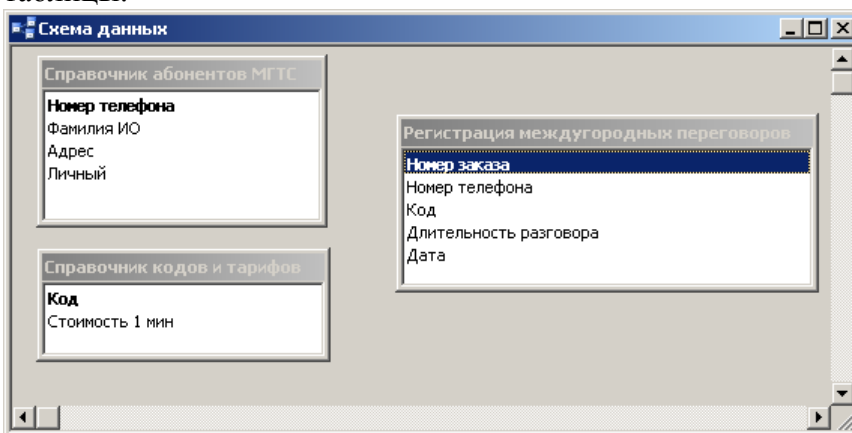 таблицы.
Схема данных
Справочник абонентов МГТС
Номер телефона
Фамилия ИО
Адрес
Личный
Регистрация междугородных переговоров
Номер заказа
Номер телефона
Код
Длительность разговора
Дата
Справочник кодов и тарифов
Код
Стоимость 1 мин